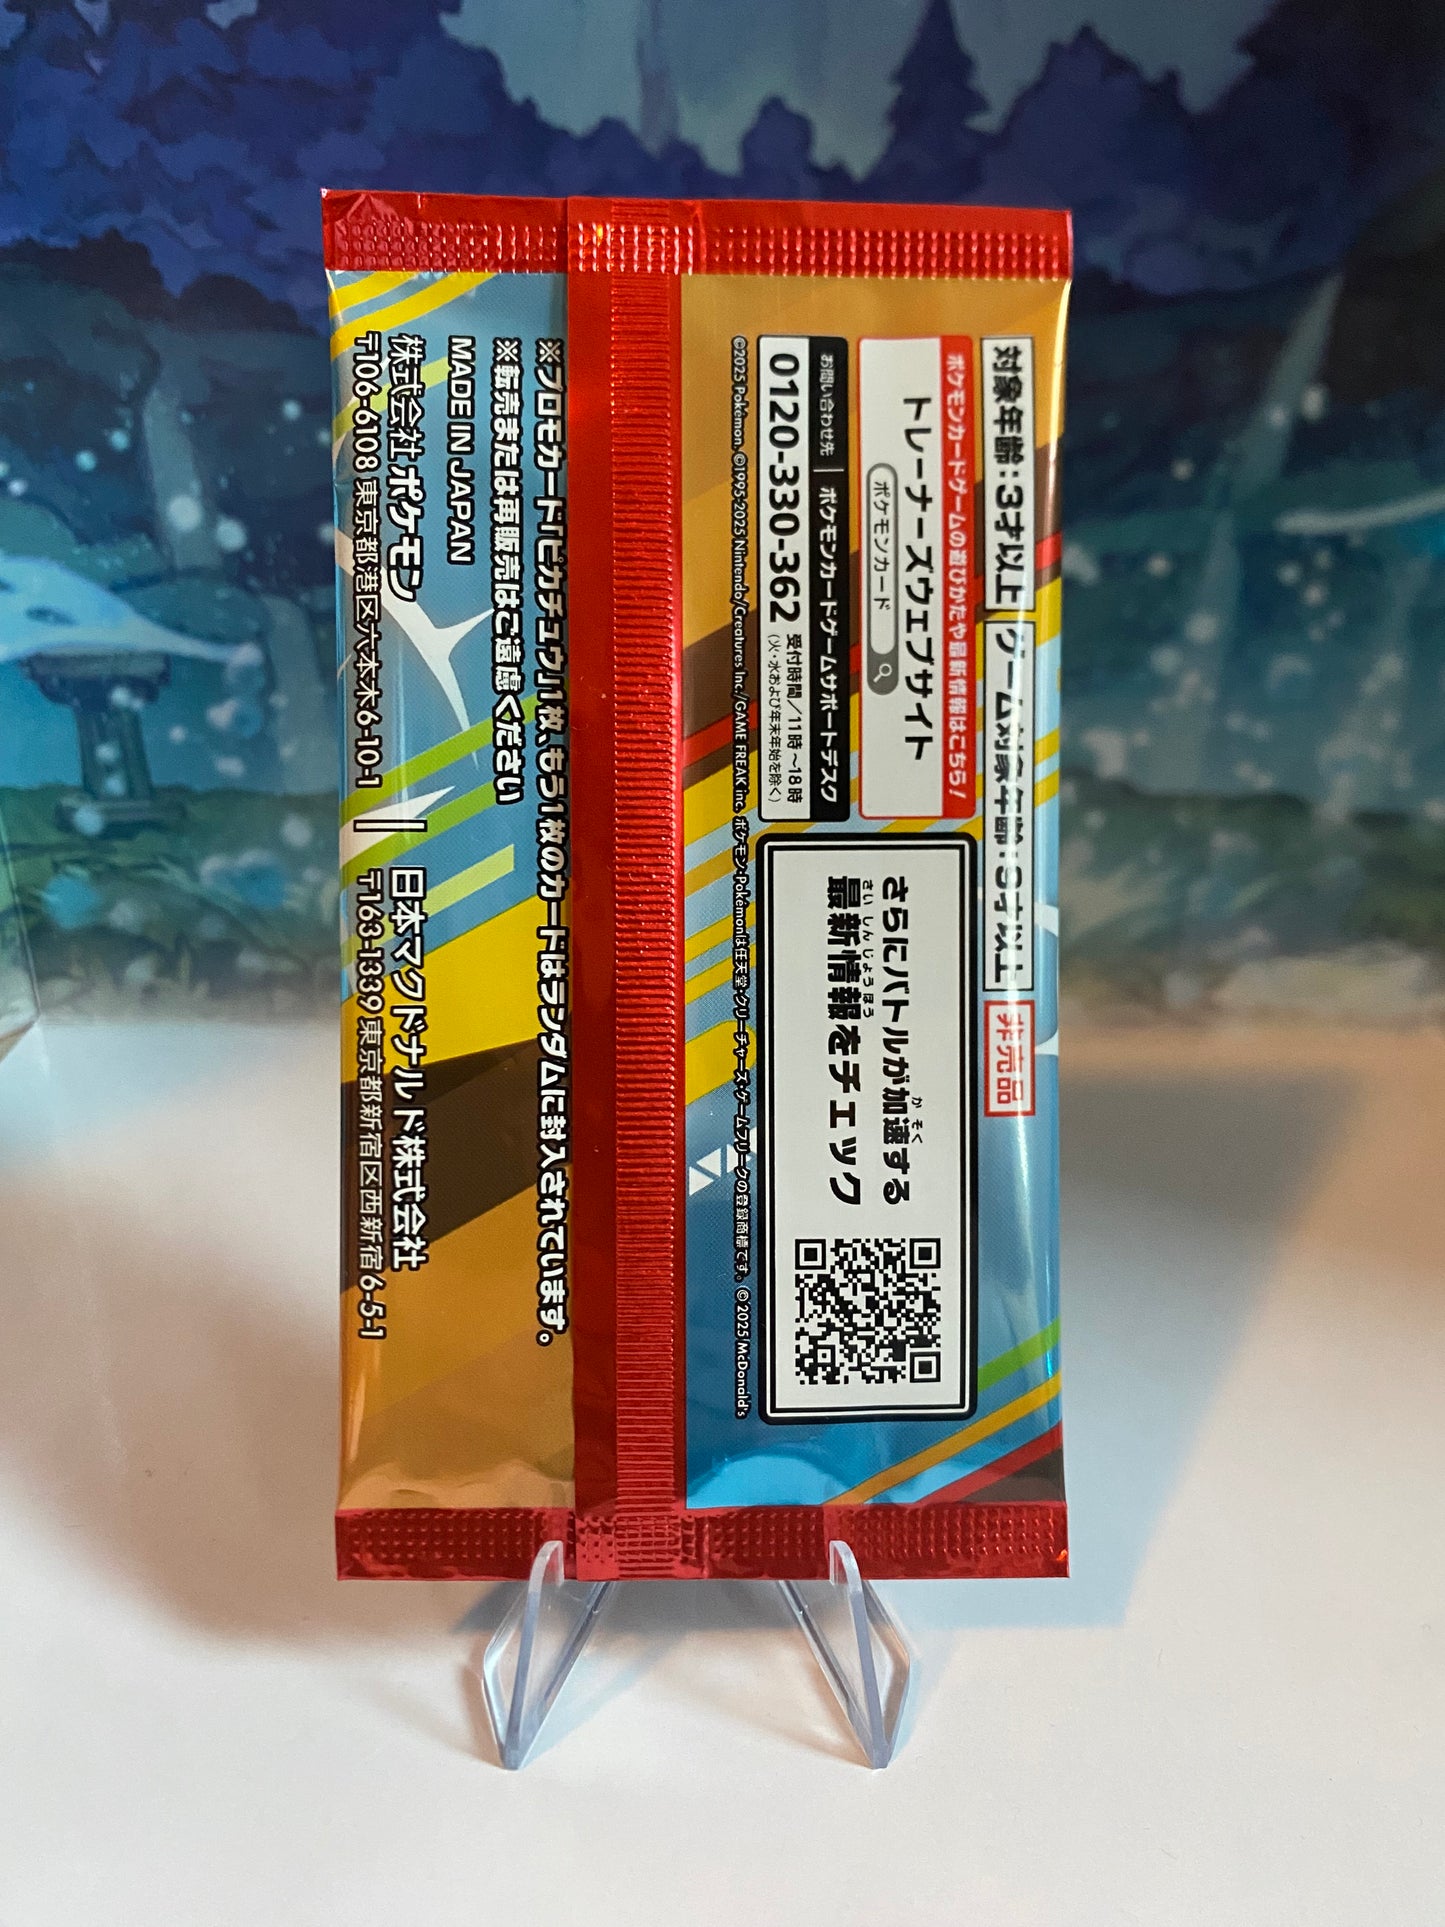 対象年齢：3才以上 ゲーム対象年齢：9才以上 非売品
ポケモンカードゲームの遊びかたや最新情報はこちら！
トレーナーズウェブサイト
ポケモンカード
お問い合わせ先 ポケモンカードゲームサポートデスク
0120-330-362 受付時間／11時～18時
（火・水および年末年始を除く）
さらにバトルが加速する
かそく
最新情報をチェック
さいしんじょうほう
©2025 Pokémon. ©1995-2025 Nintendo/Creatures Inc./GAME FREAK inc. ポケモン・Pokémonは任天堂・クリーチャーズ・ゲームフリークの登録商標です。 © 2025 McDonald's
※プロモカード「ピカチュウ」1枚、もう1枚のカードはランダムに封入されています。
※転売または再販売はご遠慮ください
MADE IN JAPAN
株式会社ポケモン
〒106-6108 東京都港区六本木6-10-1
日本マクドナルド株式会社
〒163-1339 東京都新宿区西新宿 6-5-1